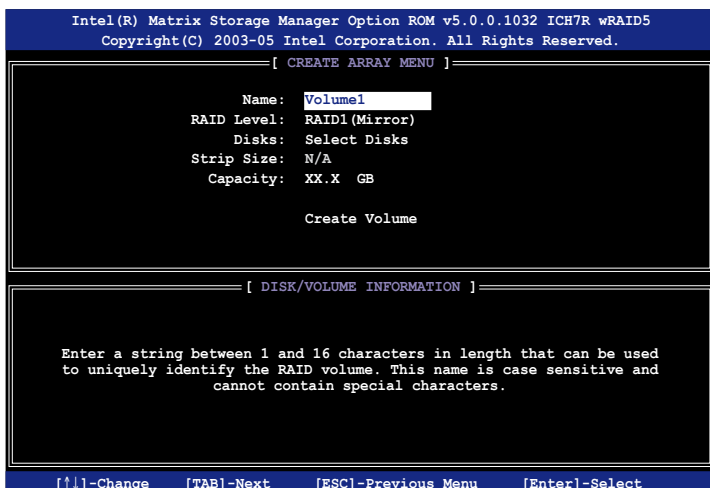 Intel(R) Matrix Storage Manager Option ROM v5.0.0.1032 ICH7R wRAID5
Copyright(C) 2003-05 Intel Corporation. All Rights Reserved.
[ CREATE ARRAY MENU ]
Name: Volume1
RAID Level: RAID1(Mirror)
Disks: Select Disks
Strip Size: N/A
Capacity: XX.X GB
Create Volume
[ DISK/VOLUME INFORMATION ]
Enter a string between 1 and 16 characters in length that can be used
to uniquely identify the RAID volume. This name is case sensitive and
cannot contain special characters.
[↑↓]-Change [TAB]-Next [ESC]-Previous Menu [Enter]-Select